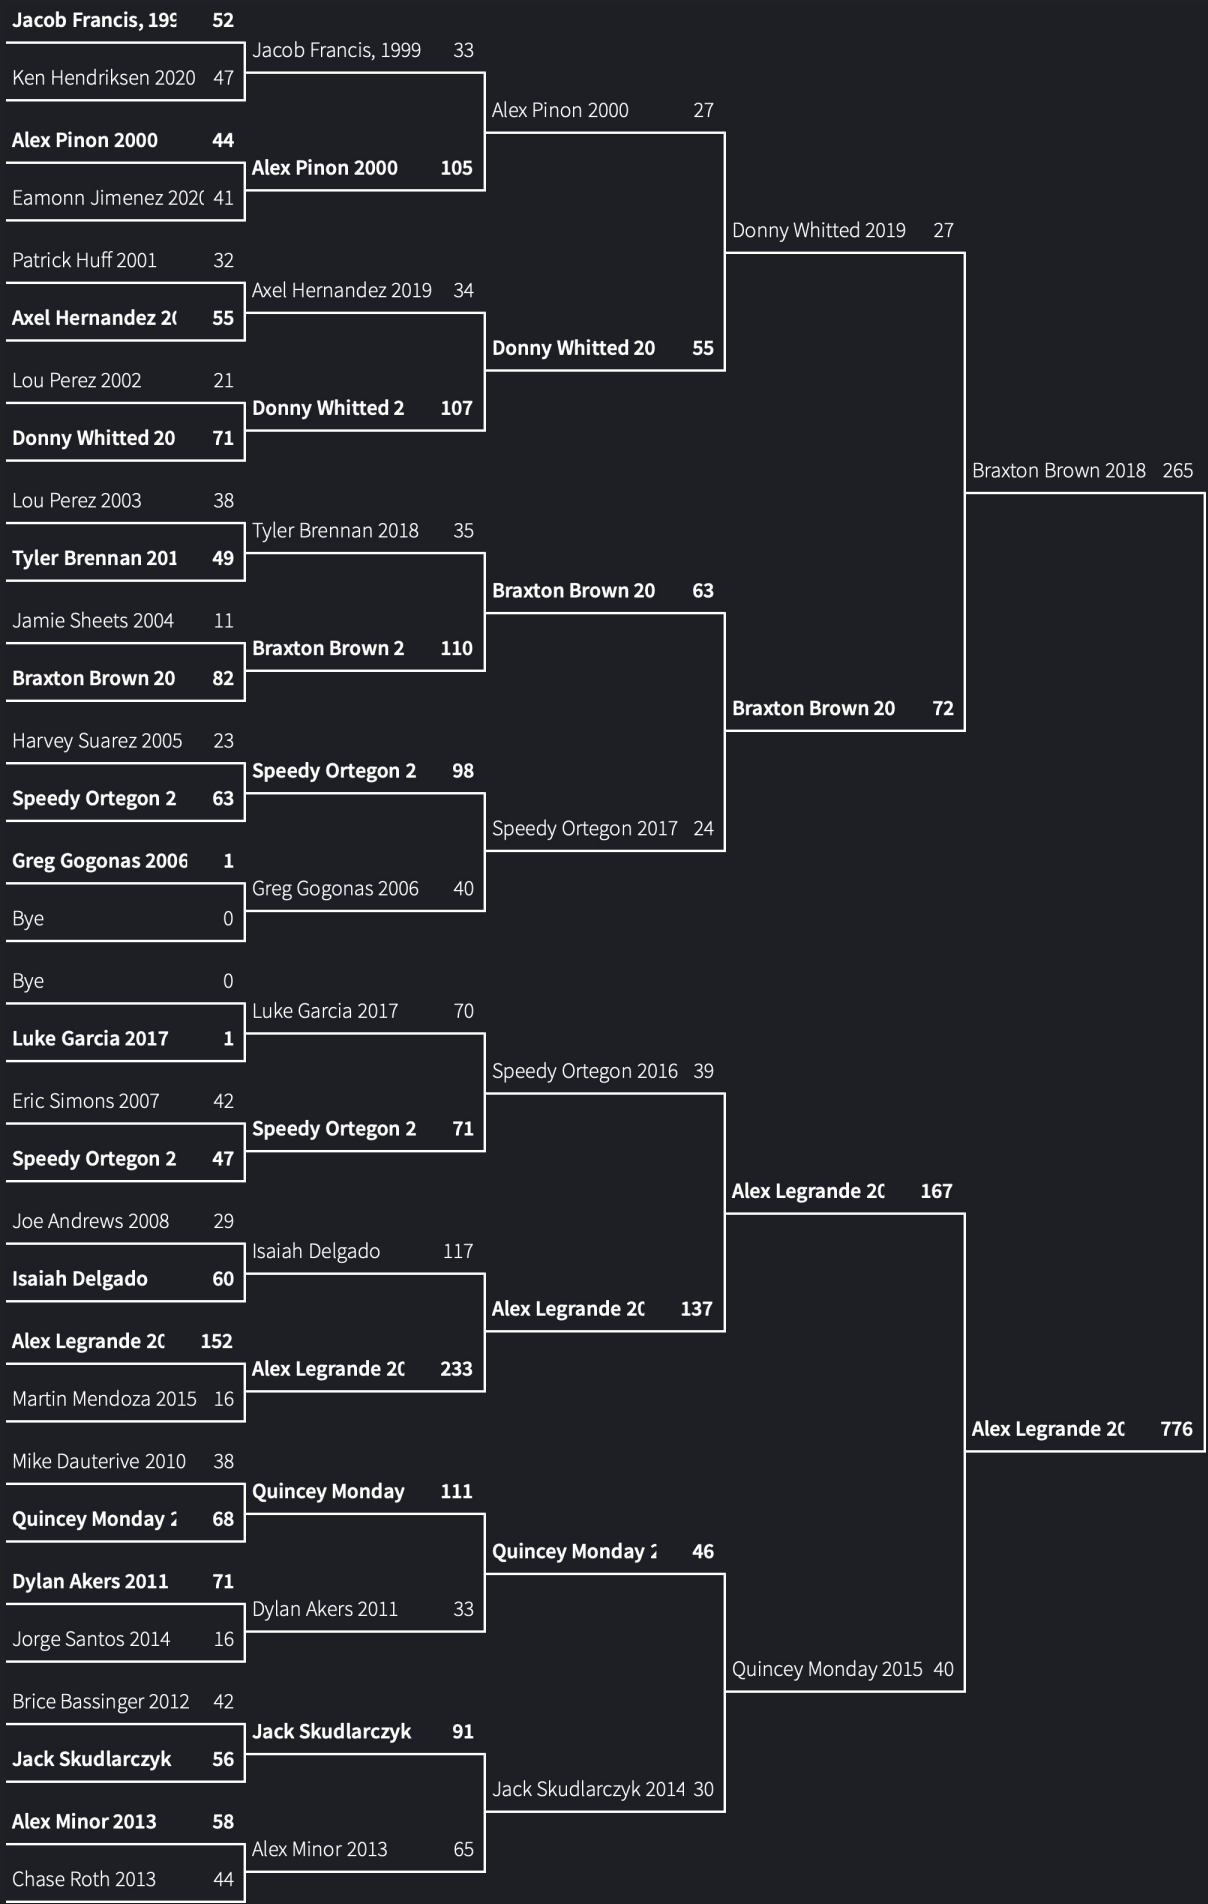 Jacob Francis, 199 52
Ken Hendriksen 2020 47
Alex Pinon 2000 44
Eamonn Jimenez 2020 41
Patrick Huff 2001 32
Axel Hernandez 20 55
Lou Perez 2002 21
Donny Whitted 20 71
Lou Perez 2003 38
Tyler Brennan 201 49
Jamie Sheets 2004 11
Braxton Brown 20 82
Harvey Suarez 2005 23
Speedy Ortegon 2 63
Greg Gogonas 2006 1
Bye 0
Bye 0
Luke Garcia 2017 1
Eric Simons 2007 42
Speedy Ortegon 2 47
Joe Andrews 2008 29
Isaiah Delgado 60
Alex Legrande 20 152
Martin Mendoza 2015 16
Mike Dauterive 2010 38
Quincey Monday 2 68
Dylan Akers 2011 71
Jorge Santos 2014 16
Brice Bassinger 2012 42
Jack Skudlarczyk 56
Alex Minor 2013 58
Chase Roth 2013 44
Jacob Francis, 1999 33
Alex Pinon 2000 105
Axel Hernandez 2019 34
Donny Whitted 2 107
Tyler Brennan 2018 35
Braxton Brown 2 110
Speedy Ortegon 2 98
Greg Gogonas 2006 40
Luke Garcia 2017 70
Speedy Ortegon 2 71
Isaiah Delgado 117
Alex Legrande 20 233
Quincey Monday 111
Dylan Akers 2011 33
Jack Skudlarczyk 91
Alex Minor 2013 65
Alex Pinon 2000 27
Donny Whitted 20 55
Braxton Brown 20 63
Speedy Ortegon 2017 24
Speedy Ortegon 2016 39
Alex Legrande 20 137
Quincey Monday 2 46
Jack Skudlarczyk 2014 30
Donny Whitted 2019 27
Braxton Brown 20 72
Alex Legrande 20 167
Quincey Monday 2015 40
Braxton Brown 2018 265
Alex Legrande 20 776